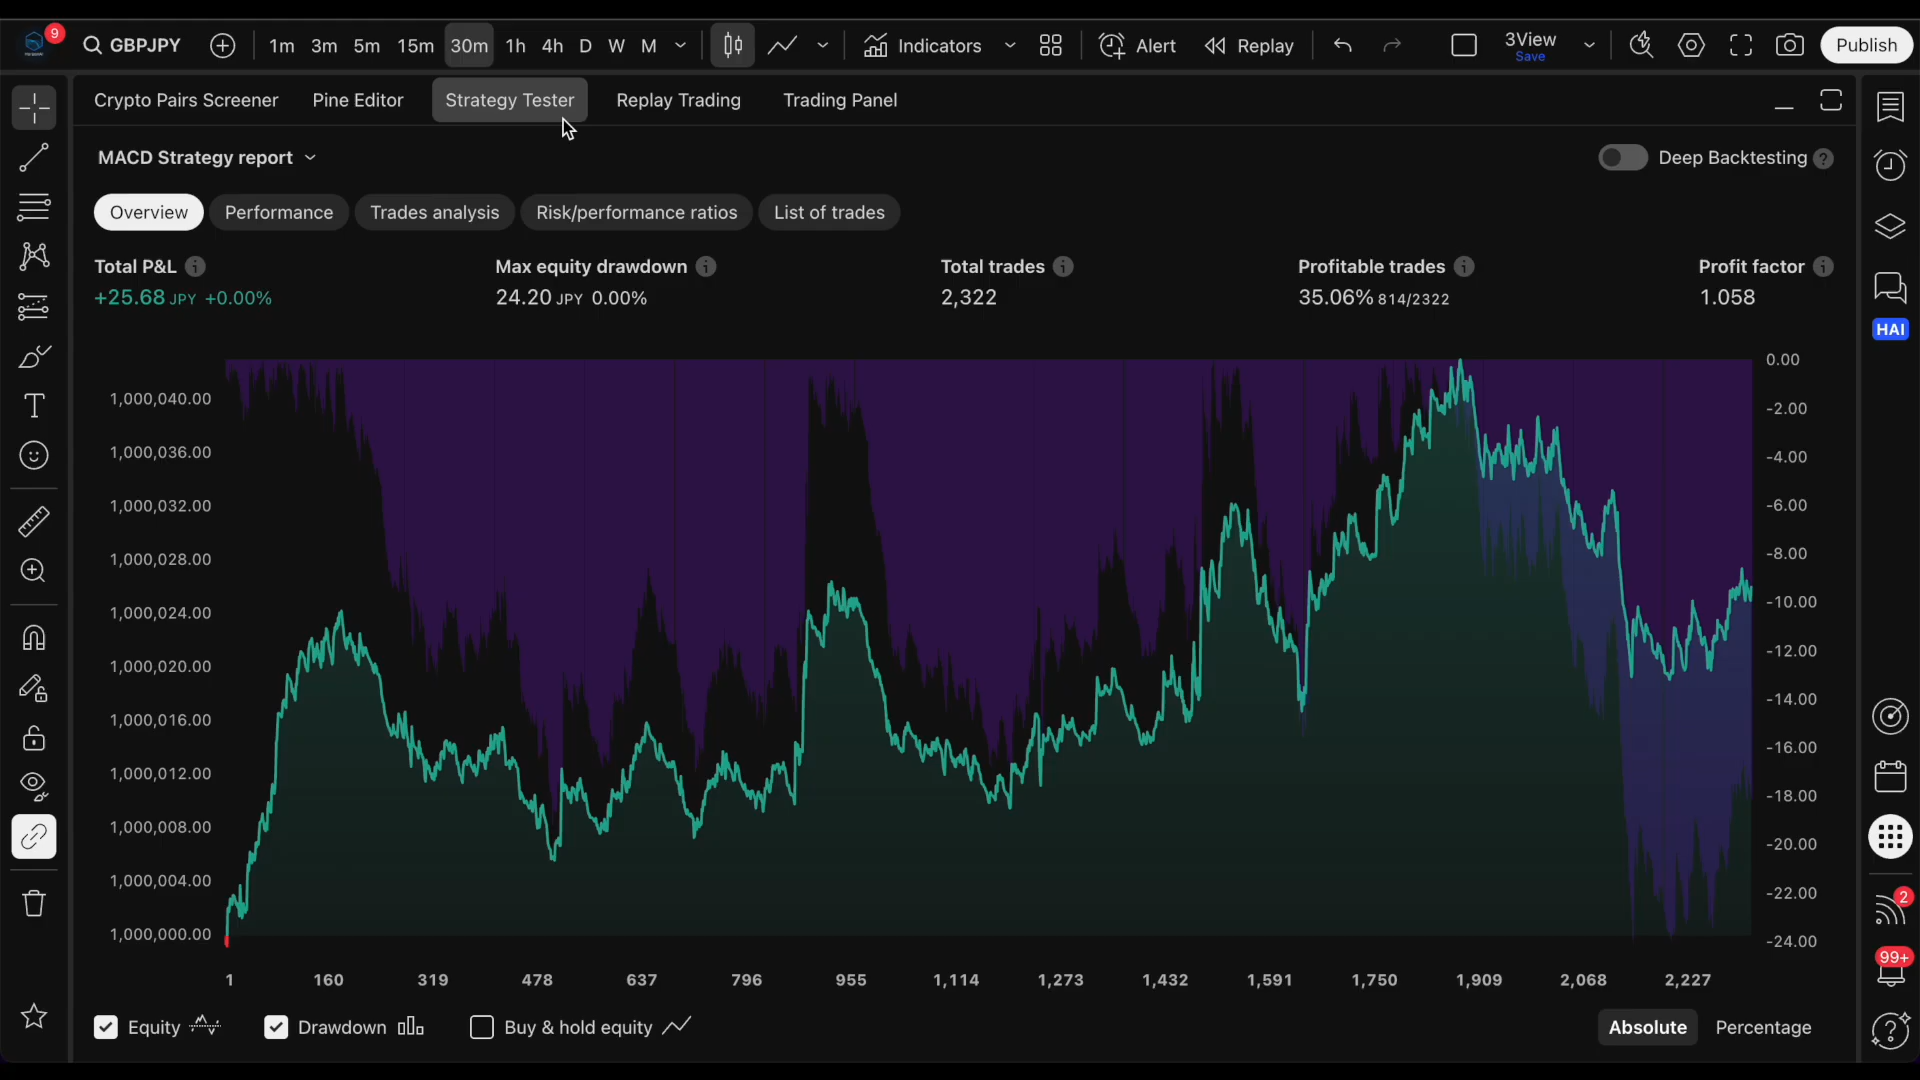 9
GBPJPY 1m 3m 5m 15m 30m 1h 4h D W M Indicators Alert Replay 3View Save Publish
Crypto Pairs Screener Pine Editor Strategy Tester Replay Trading Trading Panel
MACD Strategy report Deep Backtesting ?
Overview Performance Trades analysis Risk/performance ratios List of trades
Total P&L Max equity drawdown Total trades Profitable trades Profit factor
+25.68 JPY +0.00% 24.20 JPY 0.00% 2,322 35.06% 814/2322 1.058
HAI
0.00
1,000,040.00 -2.00
1,000,036.00 -4.00
1,000,032.00 -6.00
1,000,028.00 -8.00
1,000,024.00 -10.00
1,000,020.00 -12.00
1,000,016.00 -14.00
1,000,012.00 -16.00
-18.00
1,000,008.00 -20.00
1,000,004.00 -22.00
1,000,000.00 -24.00
2
99+
1 160 319 478 637 796 955 1,114 1,273 1,432 1,591 1,750 1,909 2,068 2,227
Equity Drawdown Buy & hold equity Absolute Percentage